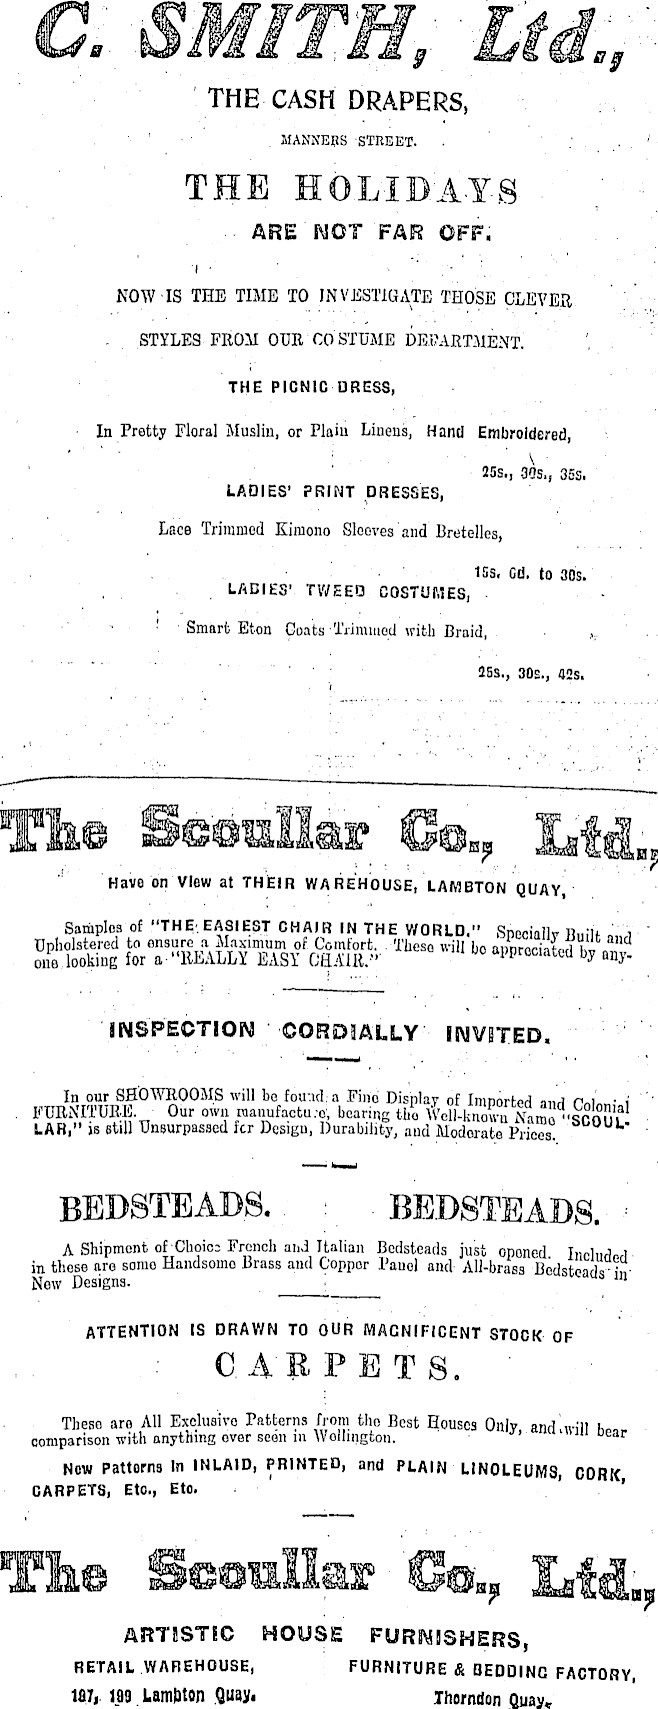 C. SMITH, Ltd.,
THE CASH DRAPERS,
MANNERS STREET.
THE HOLIDAYS
ARE NOT FAR OFF.
NOW IS THE TIME TO INVESTIGATE THOSE CLEVER
STYLES FROM OUR COSTUME DEPARTMENT.
THE PICNIC DRESS,
In Pretty Floral Muslin, or Plain Linens, Hand Embroidered,
25s., 30s., 35s.
LADIES' PRINT DRESSES,
Lace Trimmed Kimono Sleeves and Bretelles,
15s. 6d. to 30s.
LADIES' TWEED COSTUMES,
Smart Eton Coats Trimmed with Braid,
25s., 30s., 42s.
The Scoullar Co., Ltd.,
Have on View at THEIR WAREHOUSE, LAMBTON QUAY,
Samples of "THE EASIEST CHAIR IN THE WORLD." Specially Built and
Upholstered to ensure a Maximum of Comfort. These will be appreciated by any-
one looking for a "REALLY EASY CHAIR."
INSPECTION CORDIALLY INVITED.
In our SHOWROOMS will be found a Fine Display of Imported and Colonial
FURNITURE. Our own manufacture, bearing the Well-known Name "SCOUL-
LAR," is still Unsurpassed for Design, Durability, and Moderate Prices.
BEDSTEADS. BEDSTEADS.
A Shipment of Choice French and Italian Bedsteads just opened. Included
in these are some Handsome Brass and Copper Panel and All-brass Bedsteads in
New Designs.
ATTENTION IS DRAWN TO OUR MAGNIFICENT STOCK OF
CARPETS.
These are All Exclusive Patterns from the Best Houses Only, and will bear
comparison with anything ever seen in Wellington.
New Patterns in INLAID, PRINTED, and PLAIN LINOLEUMS, CORK,
CARPETS, Etc., Etc.
The Scoullar Co., Ltd.,
ARTISTIC HOUSE FURNISHERS,
RETAIL WAREHOUSE, FURNITURE & BEDDING FACTORY,
197, 199 Lambton Quay. Thorndon Quay.